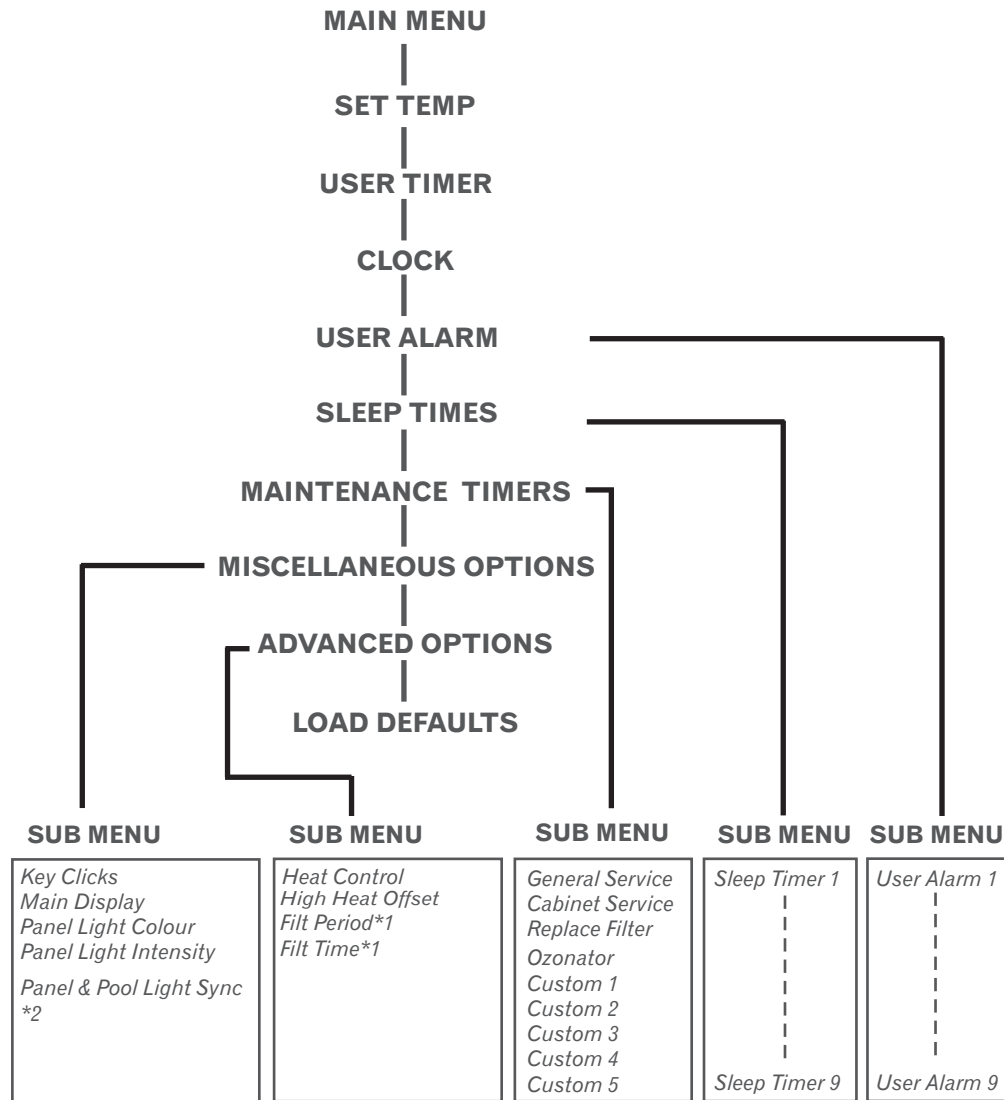 MAIN MENU
SET TEMP
USER TIMER
CLOCK
USER ALARM
SLEEP TIMES
MAINTENANCE TIMERS
MISCELLANEOUS OPTIONS
ADVANCED OPTIONS
LOAD DEFAULTS
SUB MENU
Key Clicks
Main Display
Panel Light Colour
Panel Light Intensity
Panel & Pool Light Sync
*2
SUB MENU
Heat Control
High Heat Offset
Filt Period*1
Filt Time*1
SUB MENU
General Service
Cabinet Service
Replace Filter
Ozonator
Custom 1
Custom 2
Custom 3
Custom 4
Custom 5
SUB MENU
Sleep Timer 1
Sleep Timer 9
SUB MENU
User Alarm 1
User Alarm 9